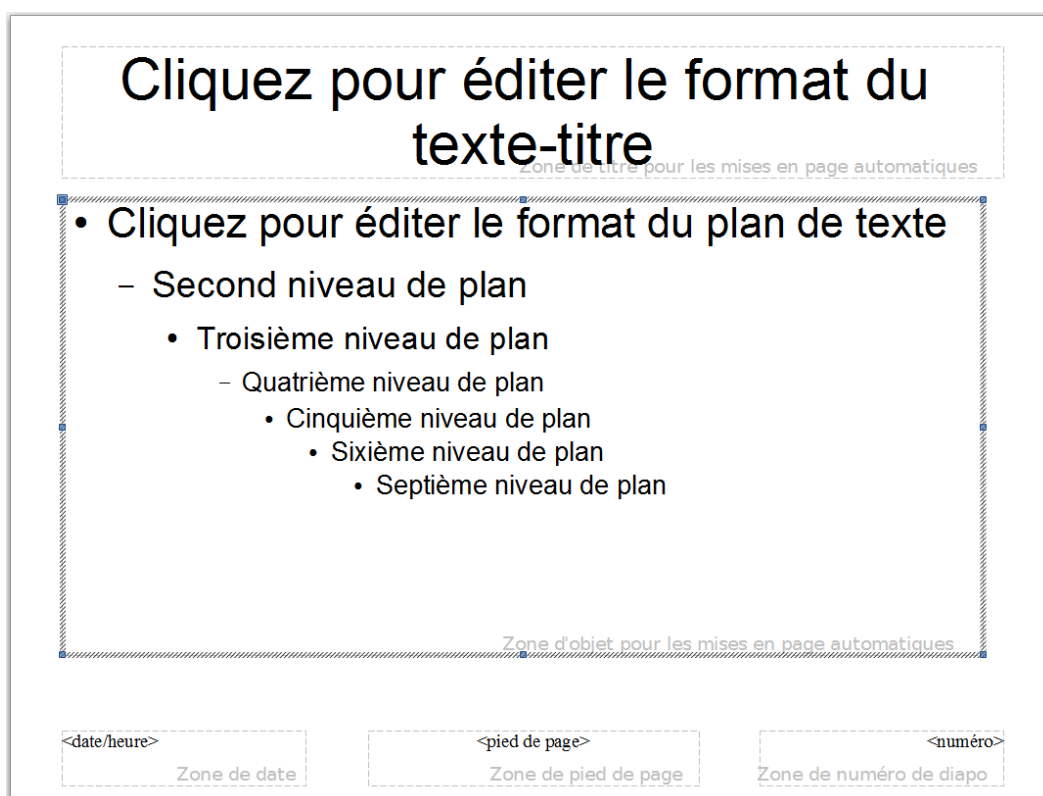 Cliquez pour éditer le format du
texte-titre
Zone de titre pour les mises en page automatiques
• Cliquez pour éditer le format du plan de texte
– Second niveau de plan
• Troisième niveau de plan
– Quatrième niveau de plan
• Cinquième niveau de plan
• Sixième niveau de plan
• Septième niveau de plan
Zone d'objet pour les mises en page automatiques
<date/heure>
Zone de date
<pied de page>
Zone de pied de page
<numéro>
Zone de numéro de diapo